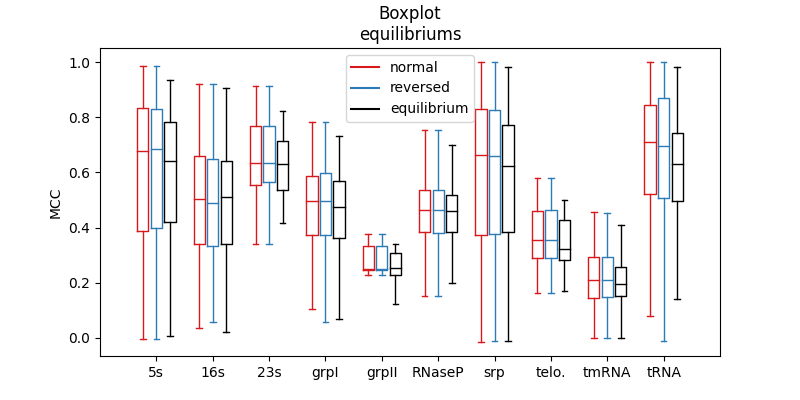 Boxplot
equilibriums
normal
reversed
equilibrium
MCC
1.0
0.8
0.6
0.4
0.2
0.0
5s 16s 23s grpI grpII RNaseP srp telo. tmRNA tRNA